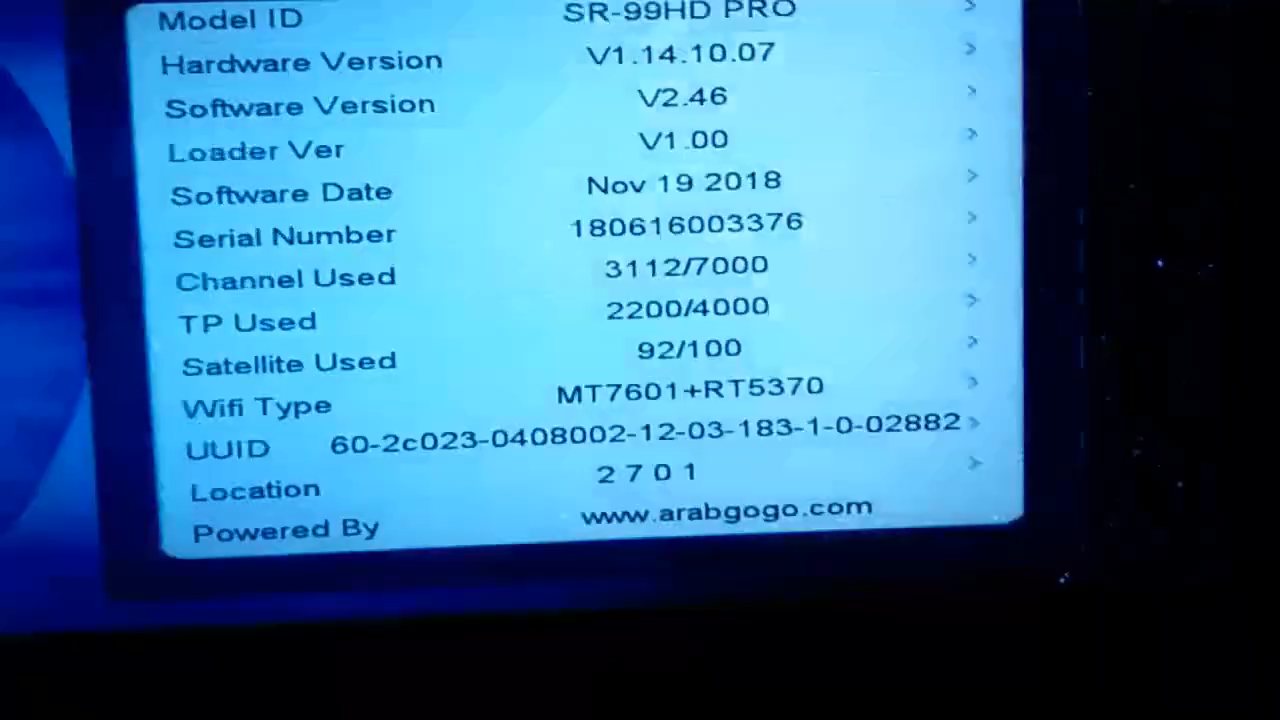 Model ID SR-99HD PRO >
Hardware Version V1.14.10.07 >
Software Version V2.46 >
Loader Ver V1.00 >
Software Date Nov 19 2018 >
Serial Number 180616003376 >
Channel Used 3112/7000 >
TP Used 2200/4000 >
Satellite Used 92/100 >
Wifi Type MT7601+RT5370 >
UUID 60-2c023-0408002-12-03-183-1-0-02882 >
Location 2 7 0 1 >
Powered By www.arabgogo.com